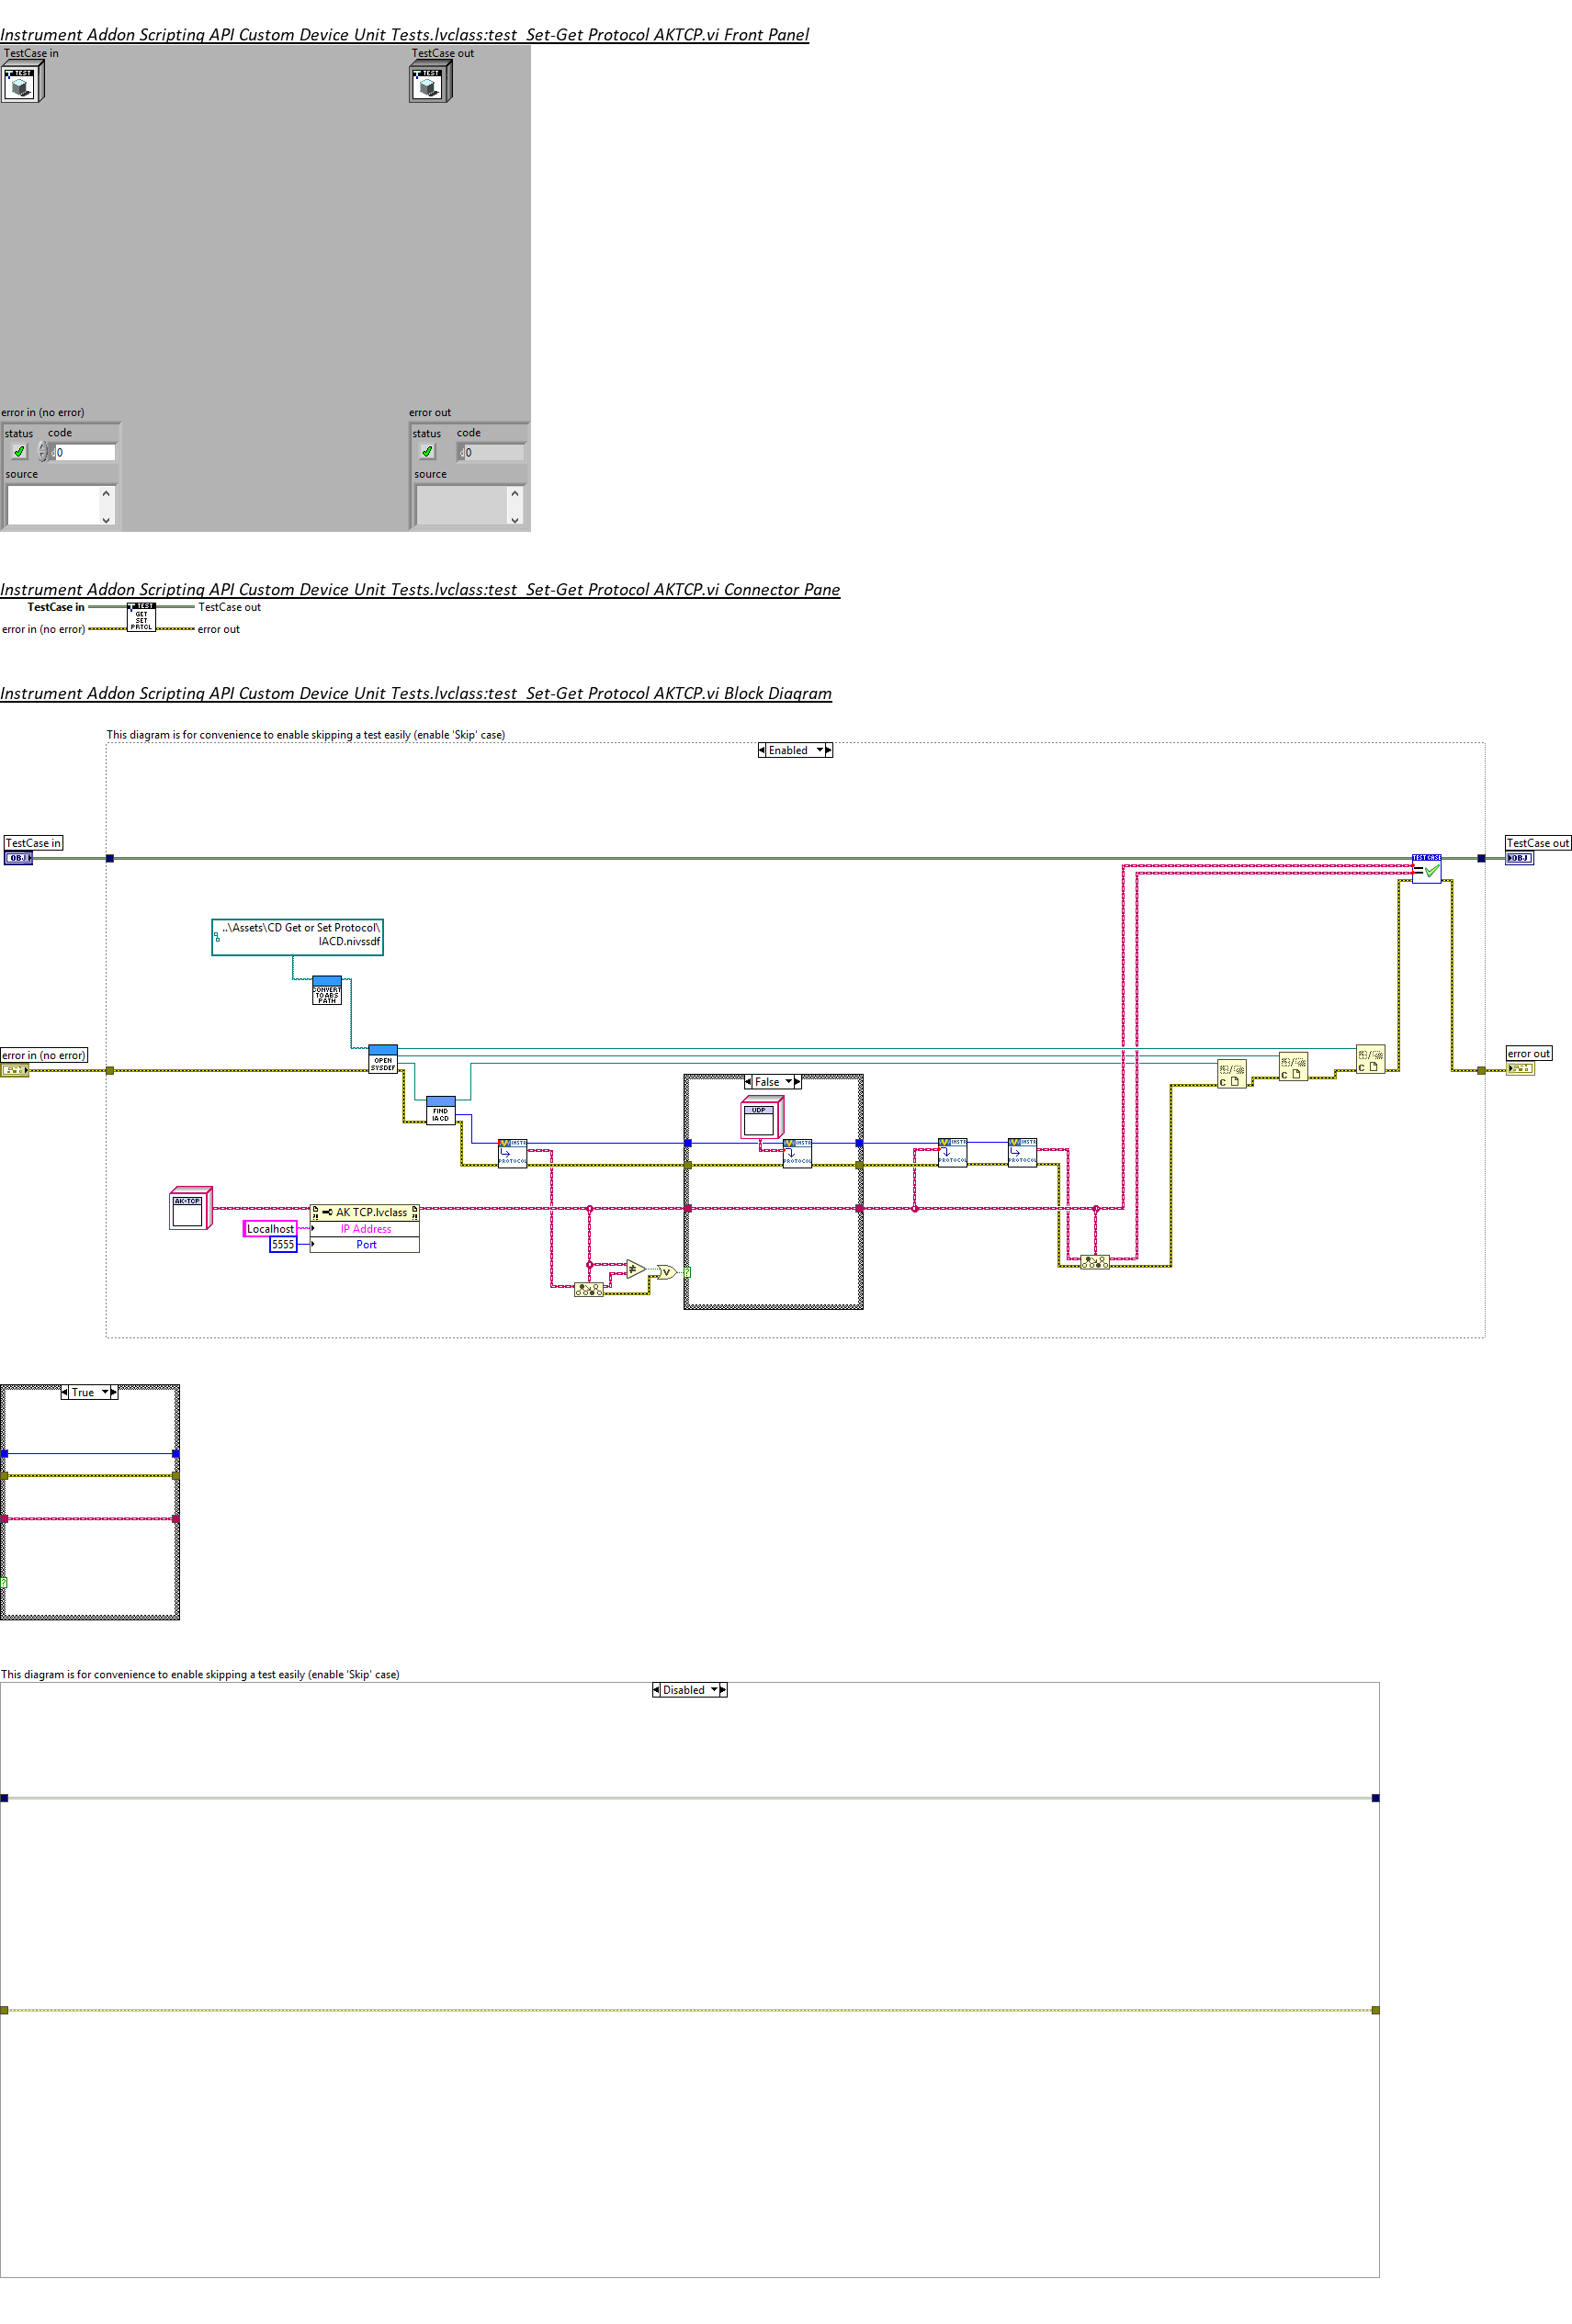 Instrument Addon Scripting API Custom Device Unit Tests.lvclass:test_Set-Get Protocol AKTCP.vi Front Panel
TestCase in
TestCase out
TEST
TEST
error in (no error)
error out
status code
status code
0
0
source
source
Instrument Addon Scripting API Custom Device Unit Tests.lvclass:test_Set-Get Protocol AKTCP.vi Connector Pane
TestCase in
TEST
GET
SET
PRTCL
TestCase out
error in (no error)
error out
Instrument Addon Scripting API Custom Device Unit Tests.lvclass:test_Set-Get Protocol AKTCP.vi Block Diagram
This diagram is for convenience to enable skipping a test easily (enable 'Skip' case)
Enabled
TestCase in
OBJ
TestCase out
OBJ
TEST CASE
..\Assets\CD Get or Set Protocol\
IACD.nivssdf
CONVERT
TO ABS
PATH
error in (no error)
OPEN
SYSDEF
error out
C
C
C
False
FIND
IACD
UDP
INSTR
PROTOCOL
INSTR
PROTOCOL
INSTR
PROTOCOL
INSTR
PROTOCOL
AK-TCP
AK TCP.lvclass
Localhost
IP Address
5555
Port
≠
V
?
True
?
This diagram is for convenience to enable skipping a test easily (enable 'Skip' case)
Disabled